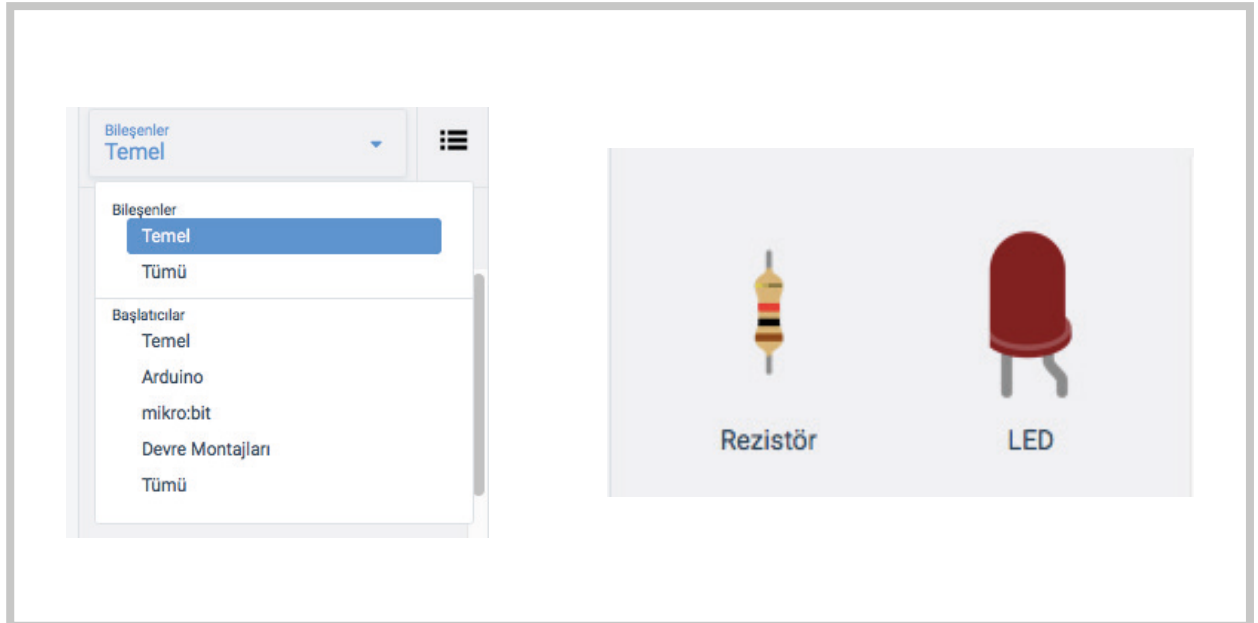 Bileşenler
Temel
Bileşenler
Temel
Tümü
Başlatıcılar
Temel
Arduino
mikro:bit
Devre Montajları
Tümü
Rezistör
LED